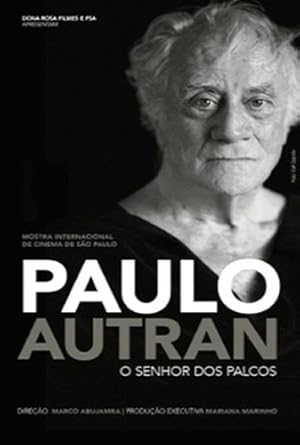 DONA ROSA FILMES E PSA
APRESENTAM
MOSTRA INTERNACIONAL
DE CINEMA DE SÃO PAULO
PAULO
AUTRAN
O SENHOR DOS PALCOS
DIREÇÃO MARCO ABUJAMRA | PRODUÇÃO EXECUTIVA MARIANA MARINHO